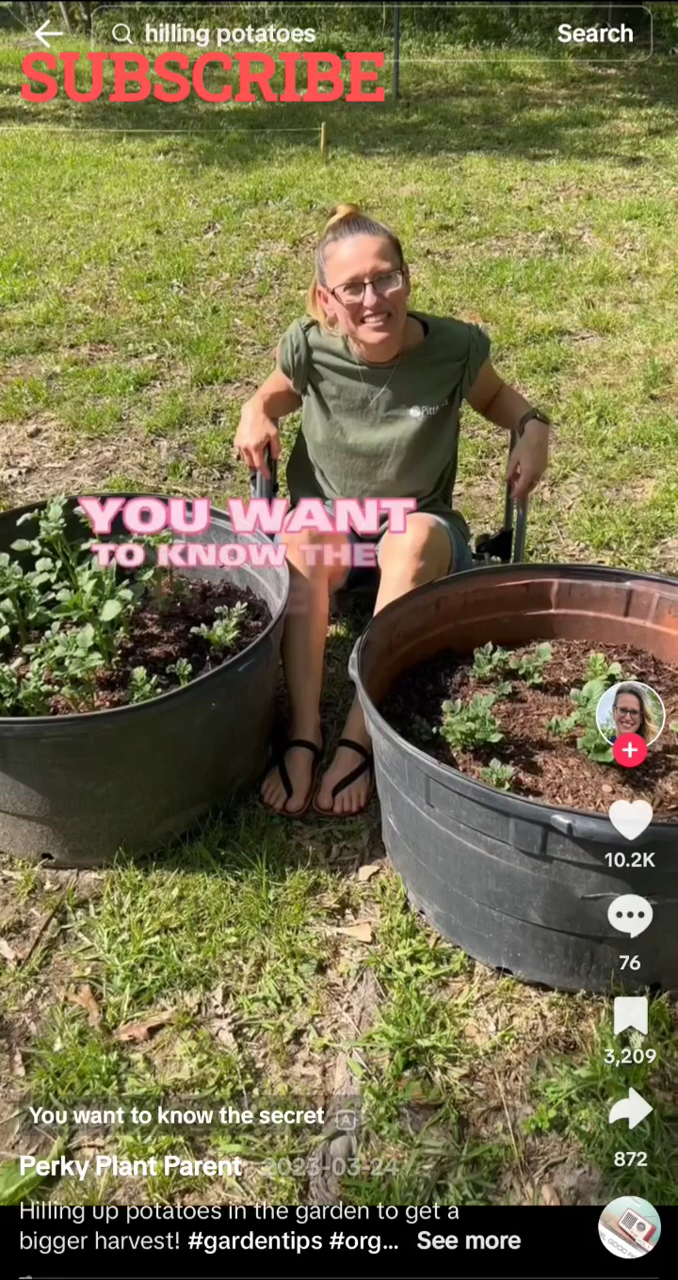 hilling potatoes
Search
SUBSCRIBE
YOU WANT
TO KNOW THE
10.2K
76
3,209
You want to know the secret
872
Perky Plant Parent
2023-03-24
Hilling up potatoes in the garden to get a
bigger harvest! #gardentips #org... See more